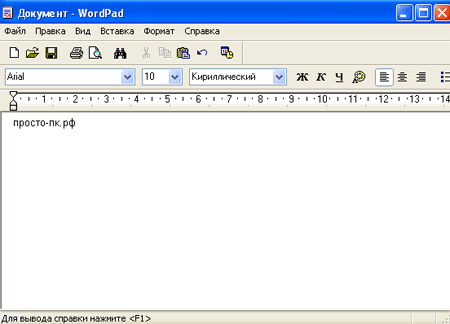 Документ - WordPad
Файл Правка Вид Вставка Формат Справка
Arial 10 Кириллический Ж К Ч
1 2 3 4 5 6 7 8 9 10 11 12 13 14
просто-пк.рф
Для вывода справки нажмите <F1>